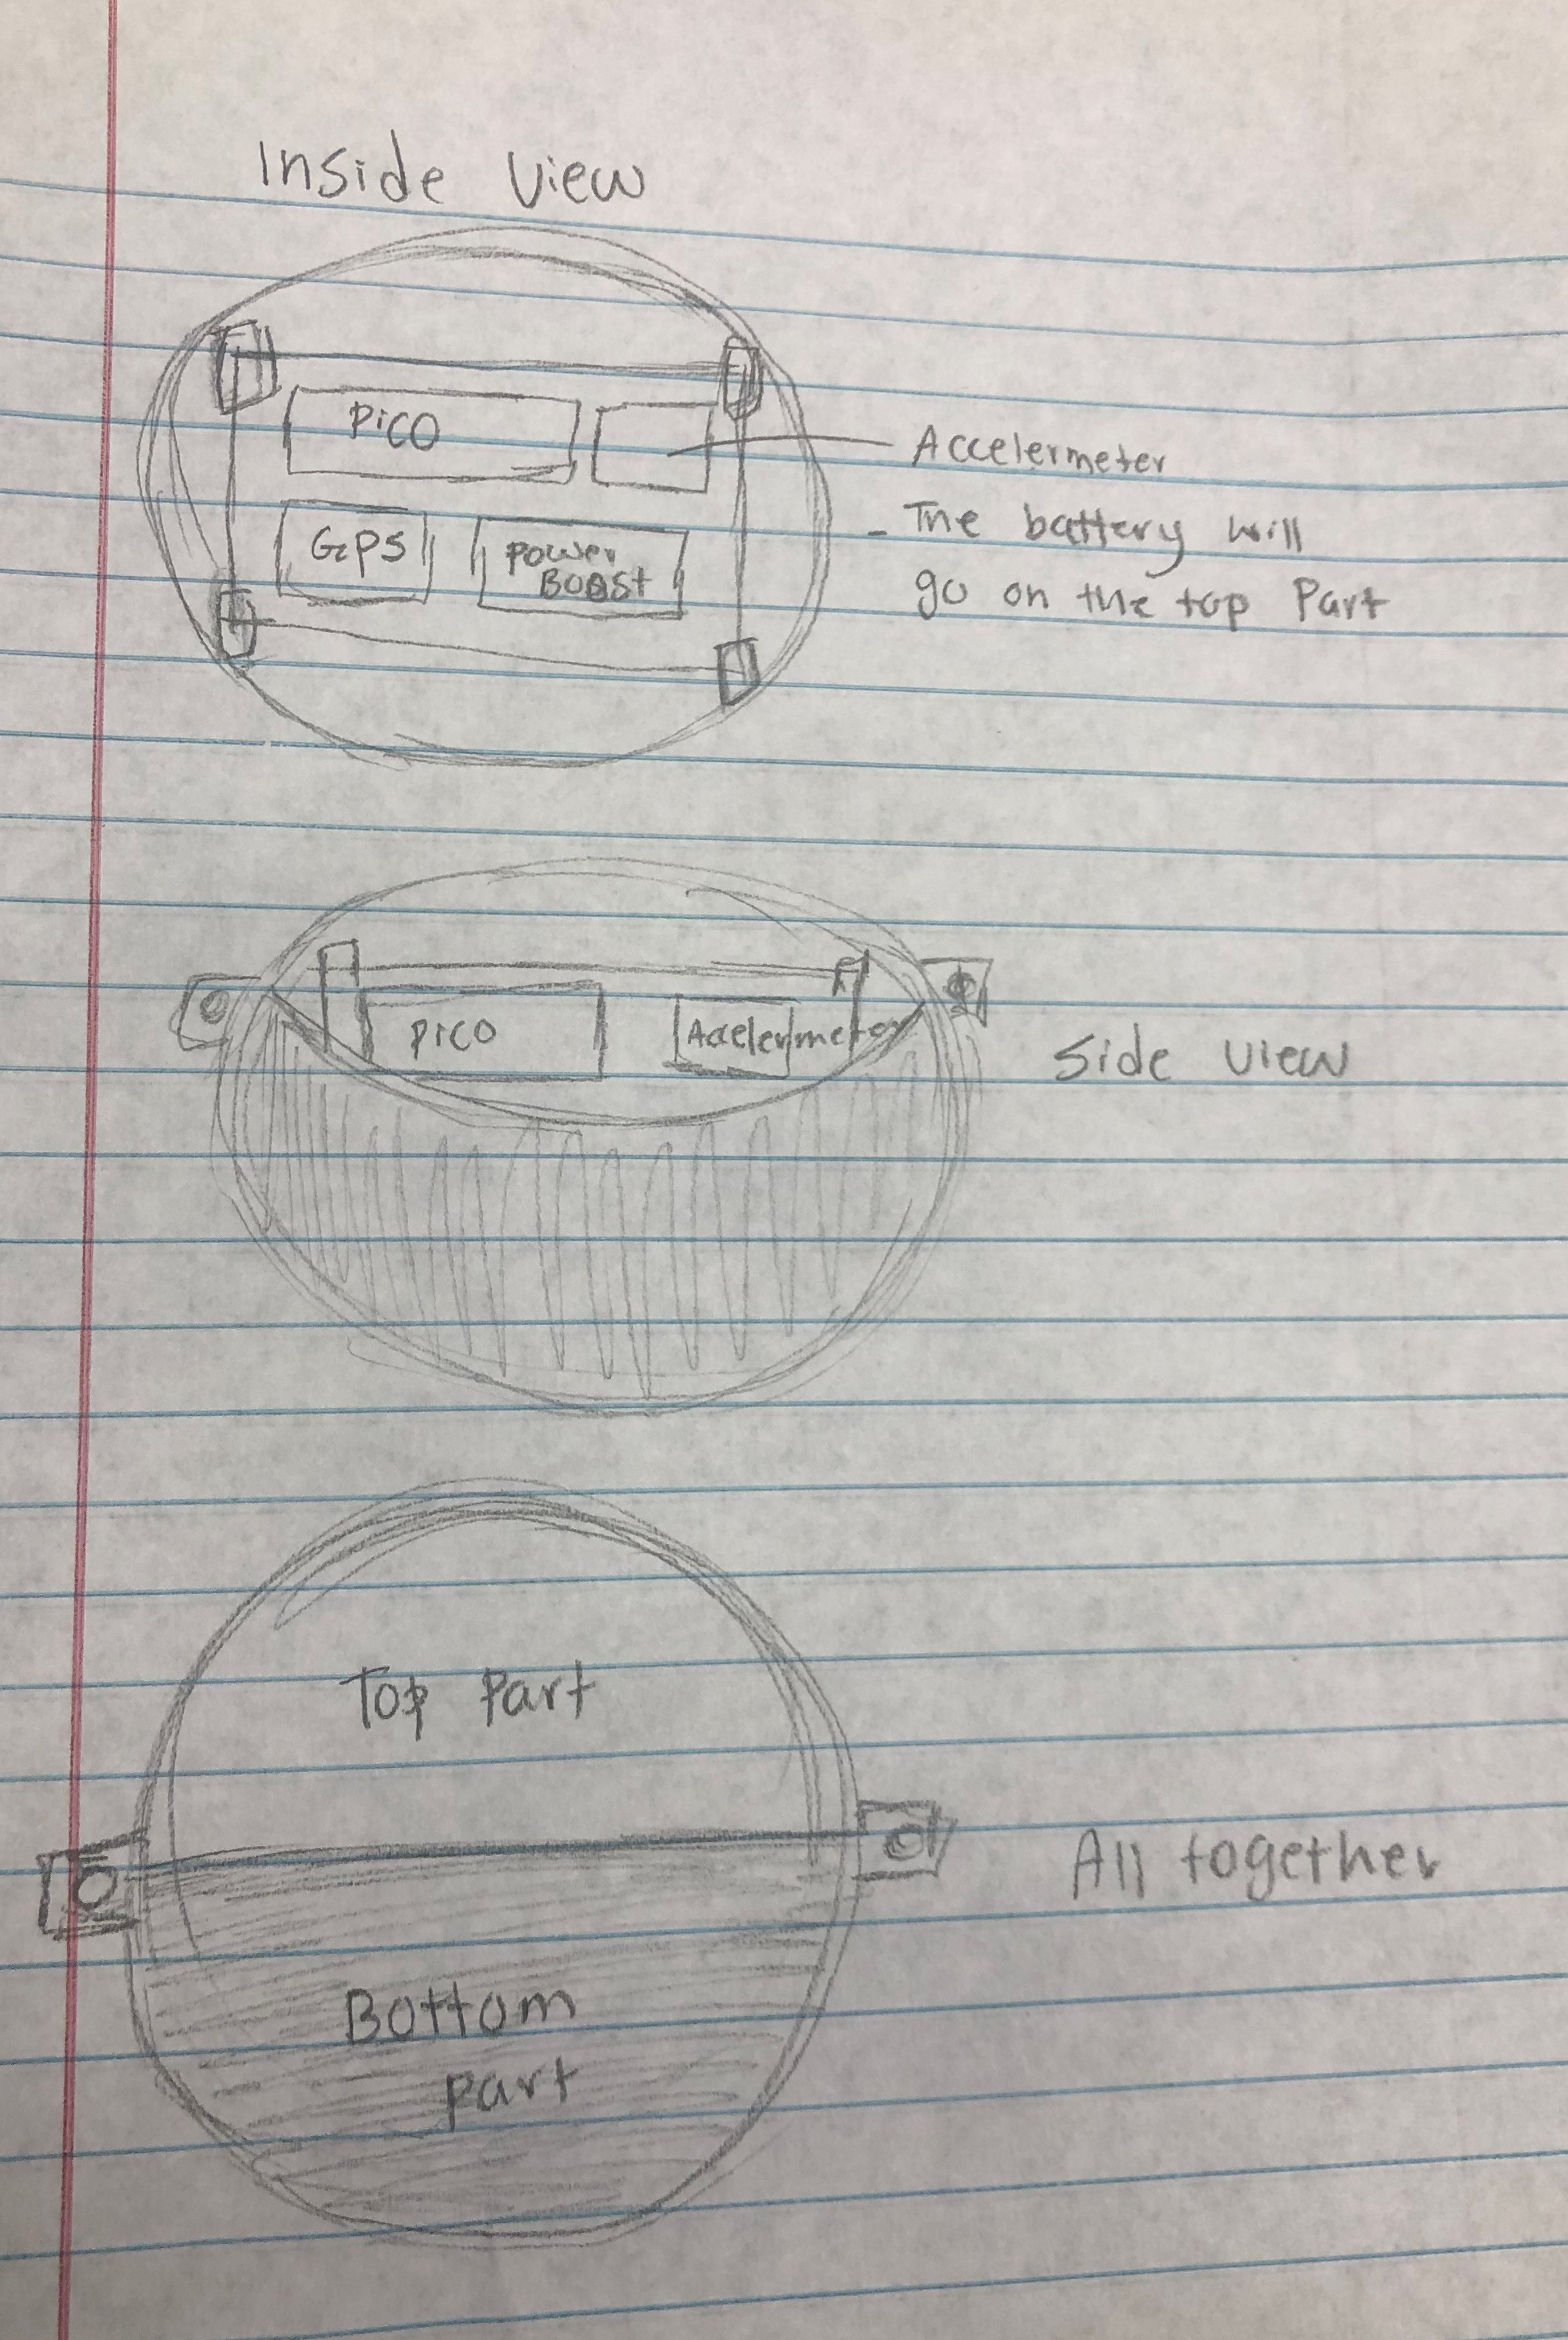 Inside View
Pico
Accelermeter
GPS
Power
Boost
- The battery will
go on the top Part
Pico
Accelermeter
Side View
Top Part
All together
Bottom
Part